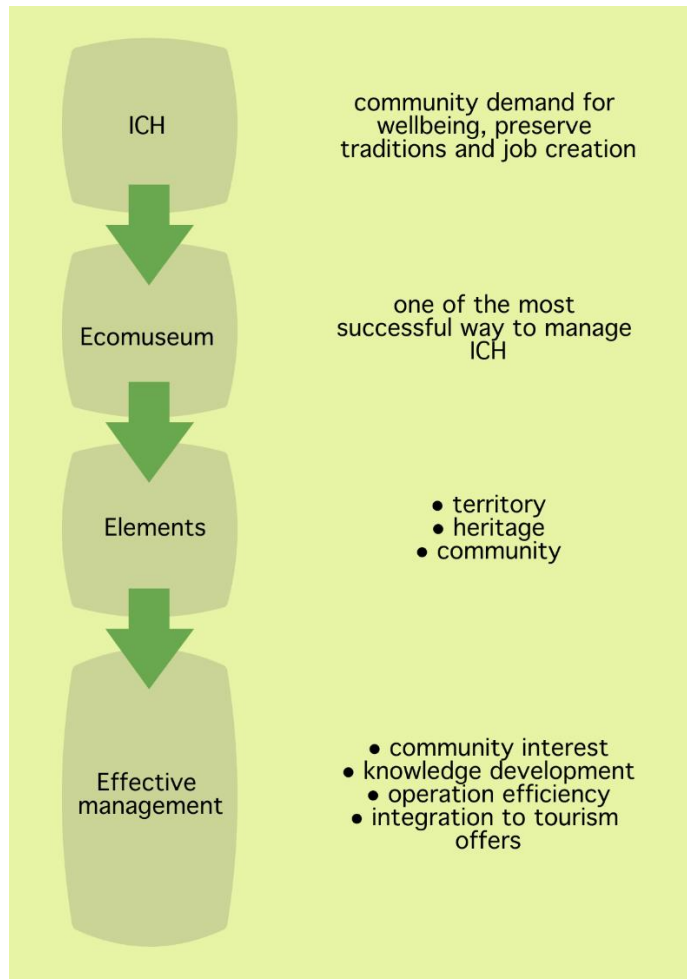 ICH
community demand for
wellbeing, preserve
traditions and job creation
Ecomuseum
one of the most
successful way to manage
ICH
Elements
● territory
● heritage
● community
Effective
management
● community interest
● knowledge development
● operation efficiency
● integration to tourism
offers